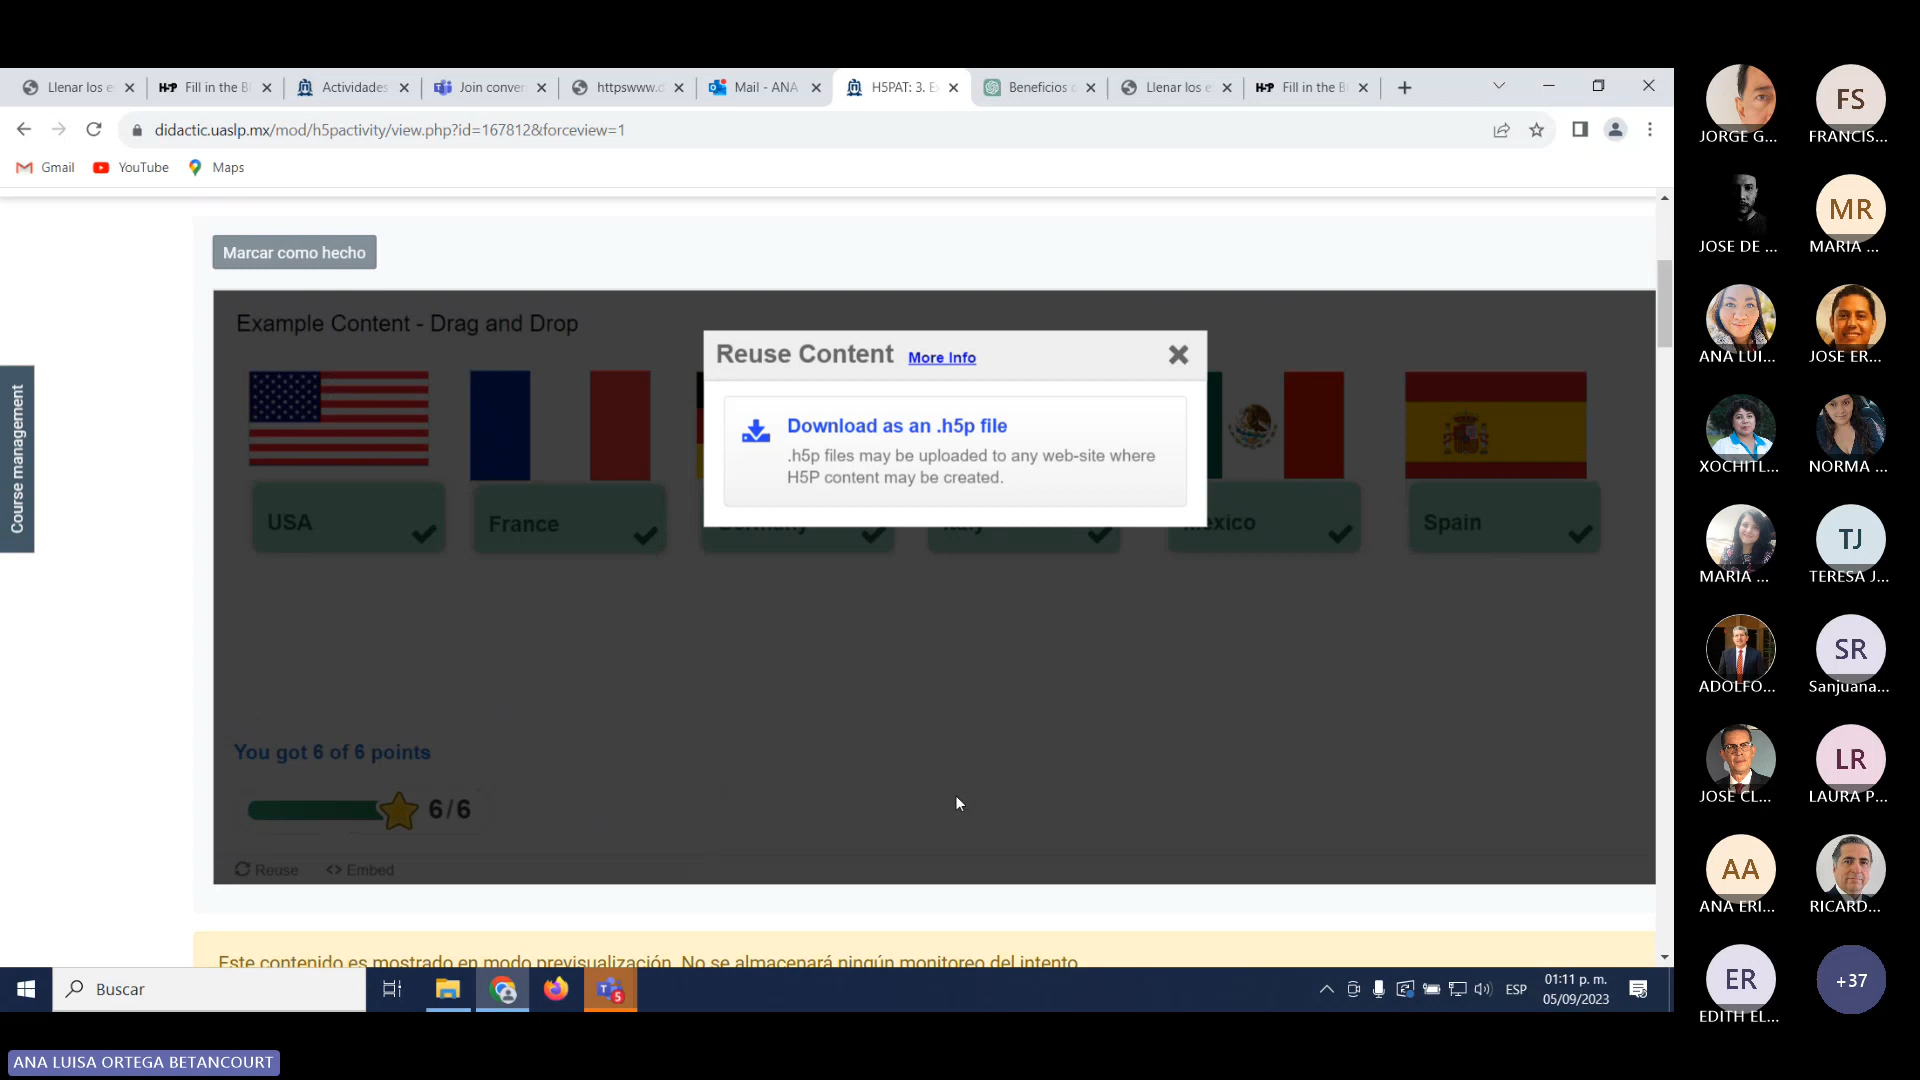 Llenar los e
Fill in the Bl
Actividades
Join conver
httpswww.d
Mail - ANA
H5PAT: 3. E
Beneficios
Llenar los e
Fill in the Bl
didactic.uaslp.mx/mod/h5pactivity/view.php?id=167812&forceview=1
Gmail
YouTube
Maps
Marcar como hecho
Course management
Example Content - Drag and Drop
Reuse Content More Info
Download as an .h5p file
.h5p files may be uploaded to any web-site where
H5P content may be created.
USA
France
Germany
Italy
Mexico
Spain
You got 6 of 6 points
6/6
Reuse
Embed
Este contenido es mostrado en modo previsualización. No se almacenará ningún monitoreo del intento.
Buscar
5
ESP
01:11 p. m.
05/09/2023
ANA LUISA ORTEGA BETANCOURT
JORGE G...
FS
FRANCIS...
JOSE DE ...
MR
MARIA ...
ANA LUI...
JOSE ER...
XOCHITL...
NORMA ...
MARIA ...
TJ
TERESA J...
ADOLFO...
SR
Sanjuana...
JOSE CL...
LR
LAURA P...
AA
ANA ERI...
RICARD...
ER
EDITH EL...
+37